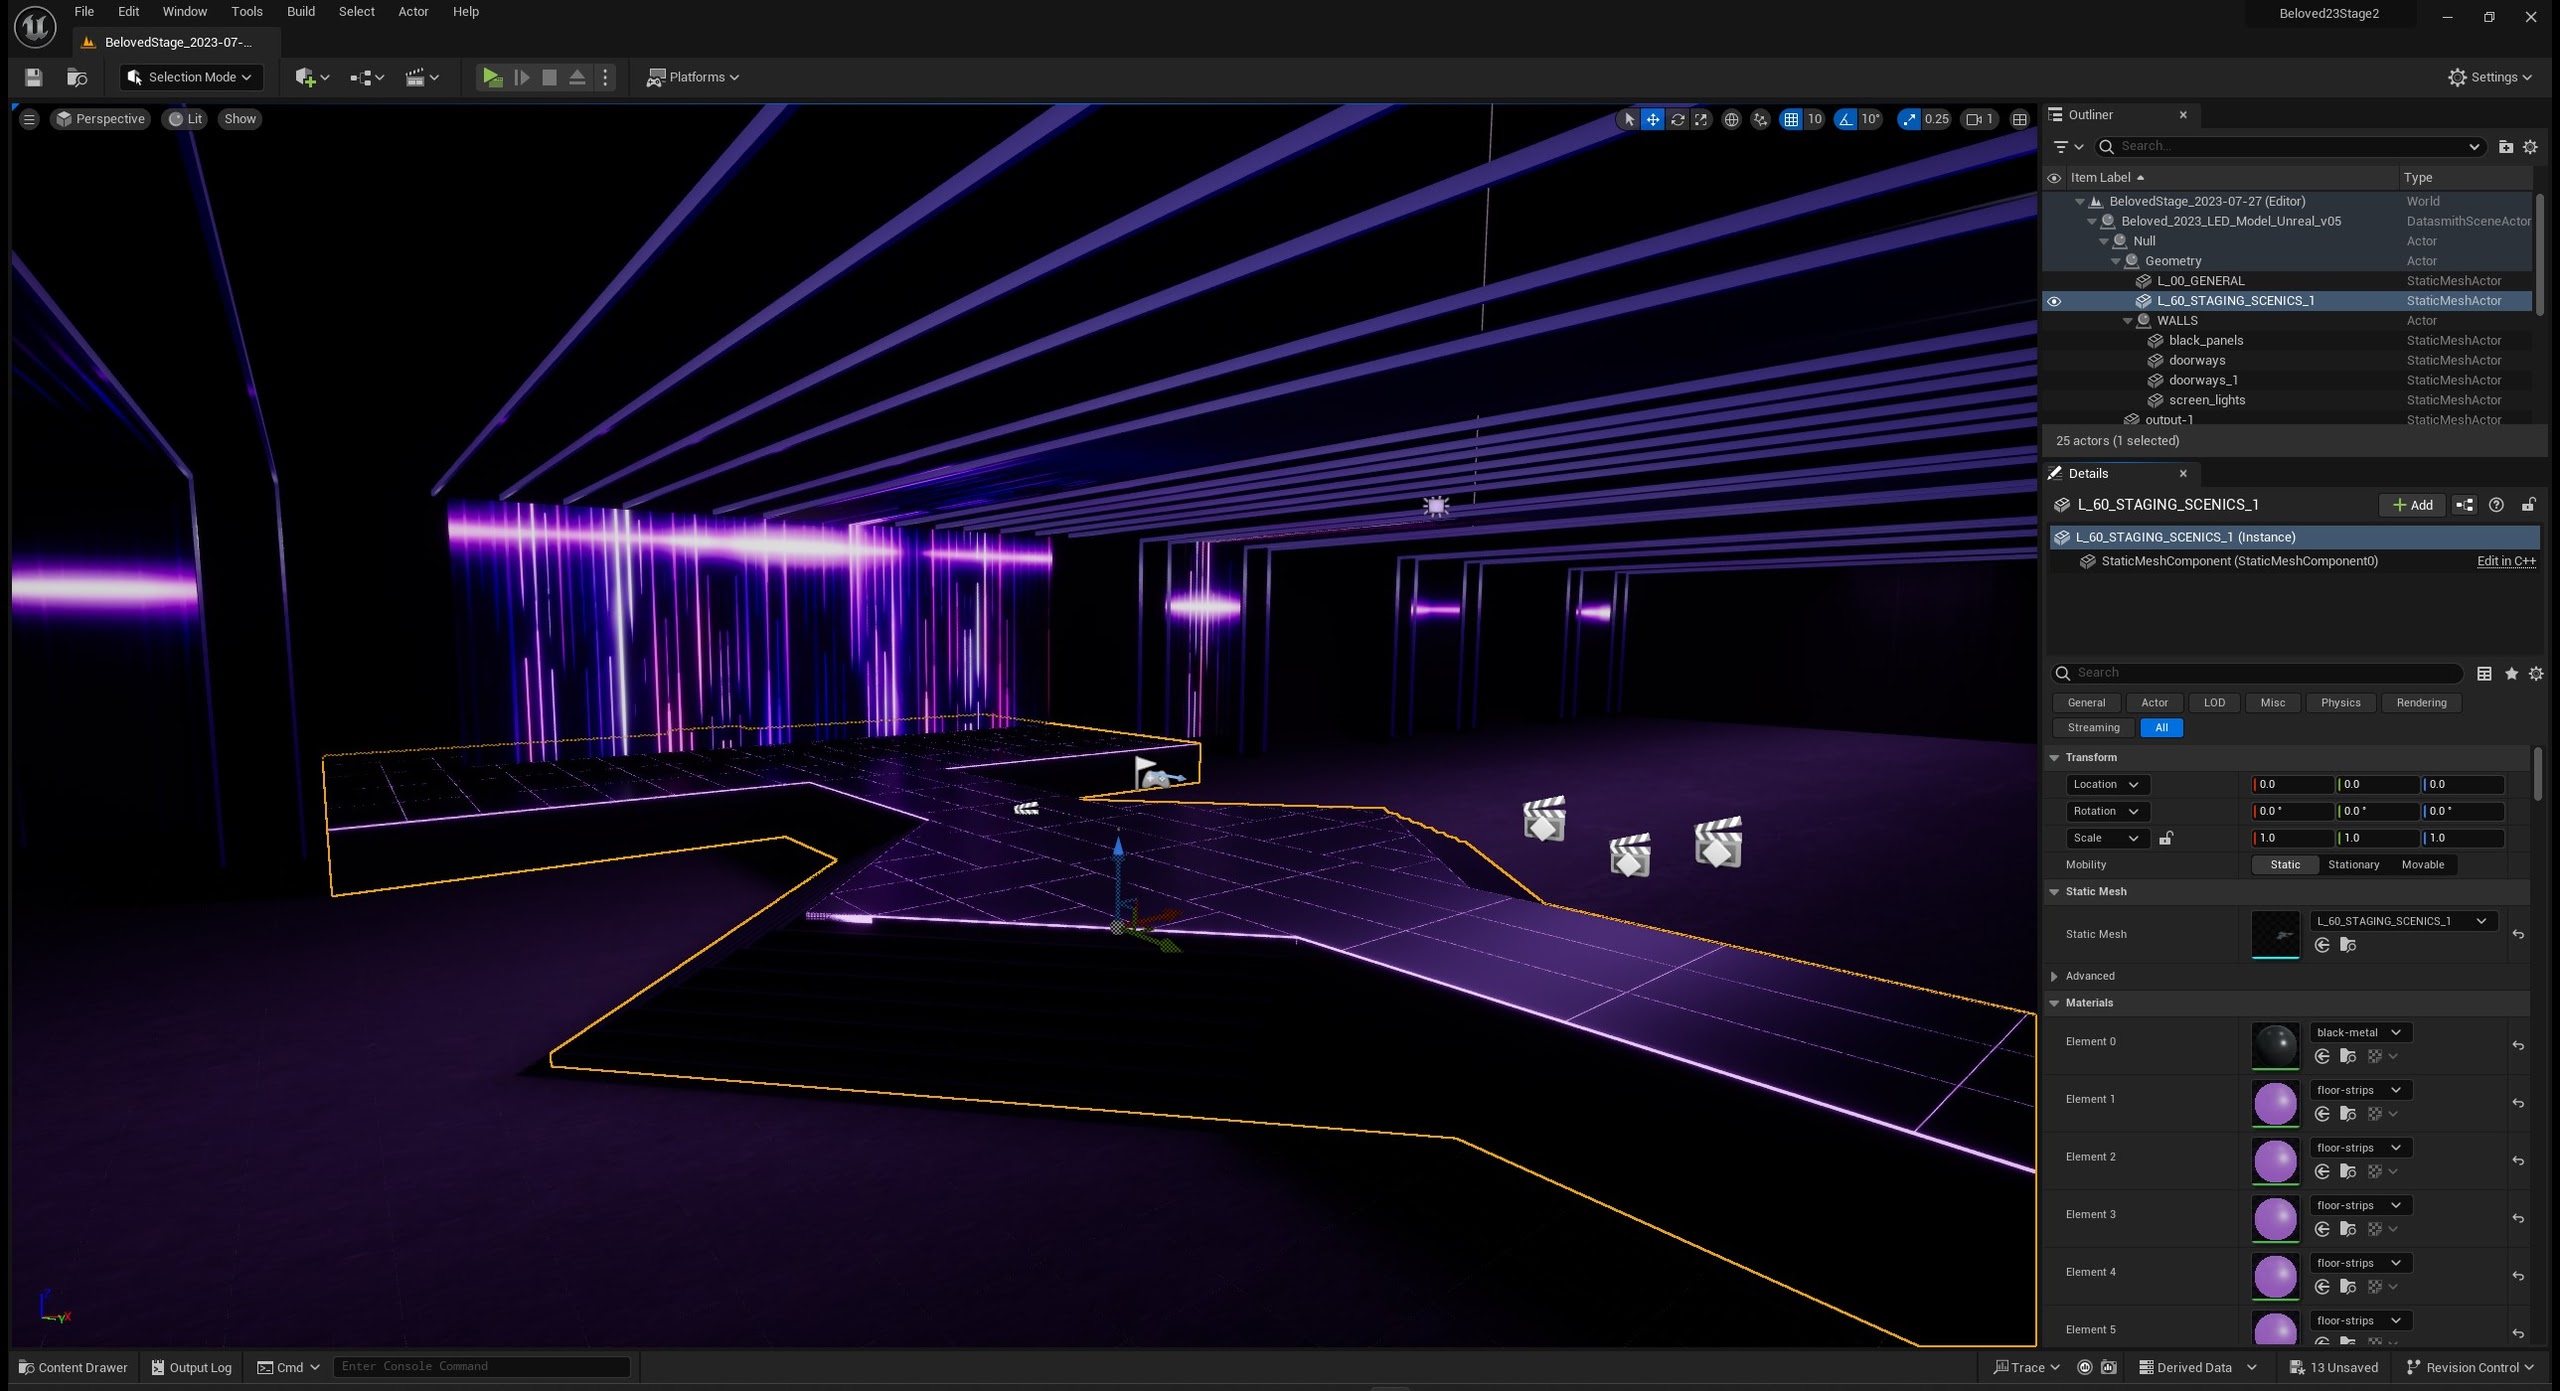 File Edit Window Tools Build Select Actor Help
Beloved23Stage2
BelovedStage_2023-07-...
Selection Mode
Platforms
Settings
Perspective Lit Show
10 10° 0.25 1
Outliner
Search...
Item Label Type
BelovedStage_2023-07-27 (Editor) World
Beloved_2023_LED_Model_Unreal_v05 DatasmithSceneActor
Null Actor
Geometry Actor
L_00_GENERAL StaticMeshActor
L_60_STAGING_SCENICS_1 StaticMeshActor
WALLS Actor
black_panels StaticMeshActor
doorways StaticMeshActor
doorways_1 StaticMeshActor
screen_lights StaticMeshActor
output-1 StaticMeshActor
25 actors (1 selected)
Details
L_60_STAGING_SCENICS_1 Add
L_60_STAGING_SCENICS_1 (Instance)
StaticMeshComponent (StaticMeshComponent0) Edit in C++
Search
General Actor LOD Misc Physics Rendering
Streaming All
Transform
Location 0.0 0.0 0.0
Rotation 0.0 ° 0.0 ° 0.0 °
Scale 1.0 1.0 1.0
Mobility Static Stationary Movable
Static Mesh
Static Mesh L_60_STAGING_SCENICS_1
Advanced
Materials
Element 0 black-metal
Element 1 floor-strips
Element 2 floor-strips
Element 3 floor-strips
Element 4 floor-strips
Element 5 floor-strips
Content Drawer Output Log Cmd Enter Console Command
Trace Derived Data 13 Unsaved Revision Control